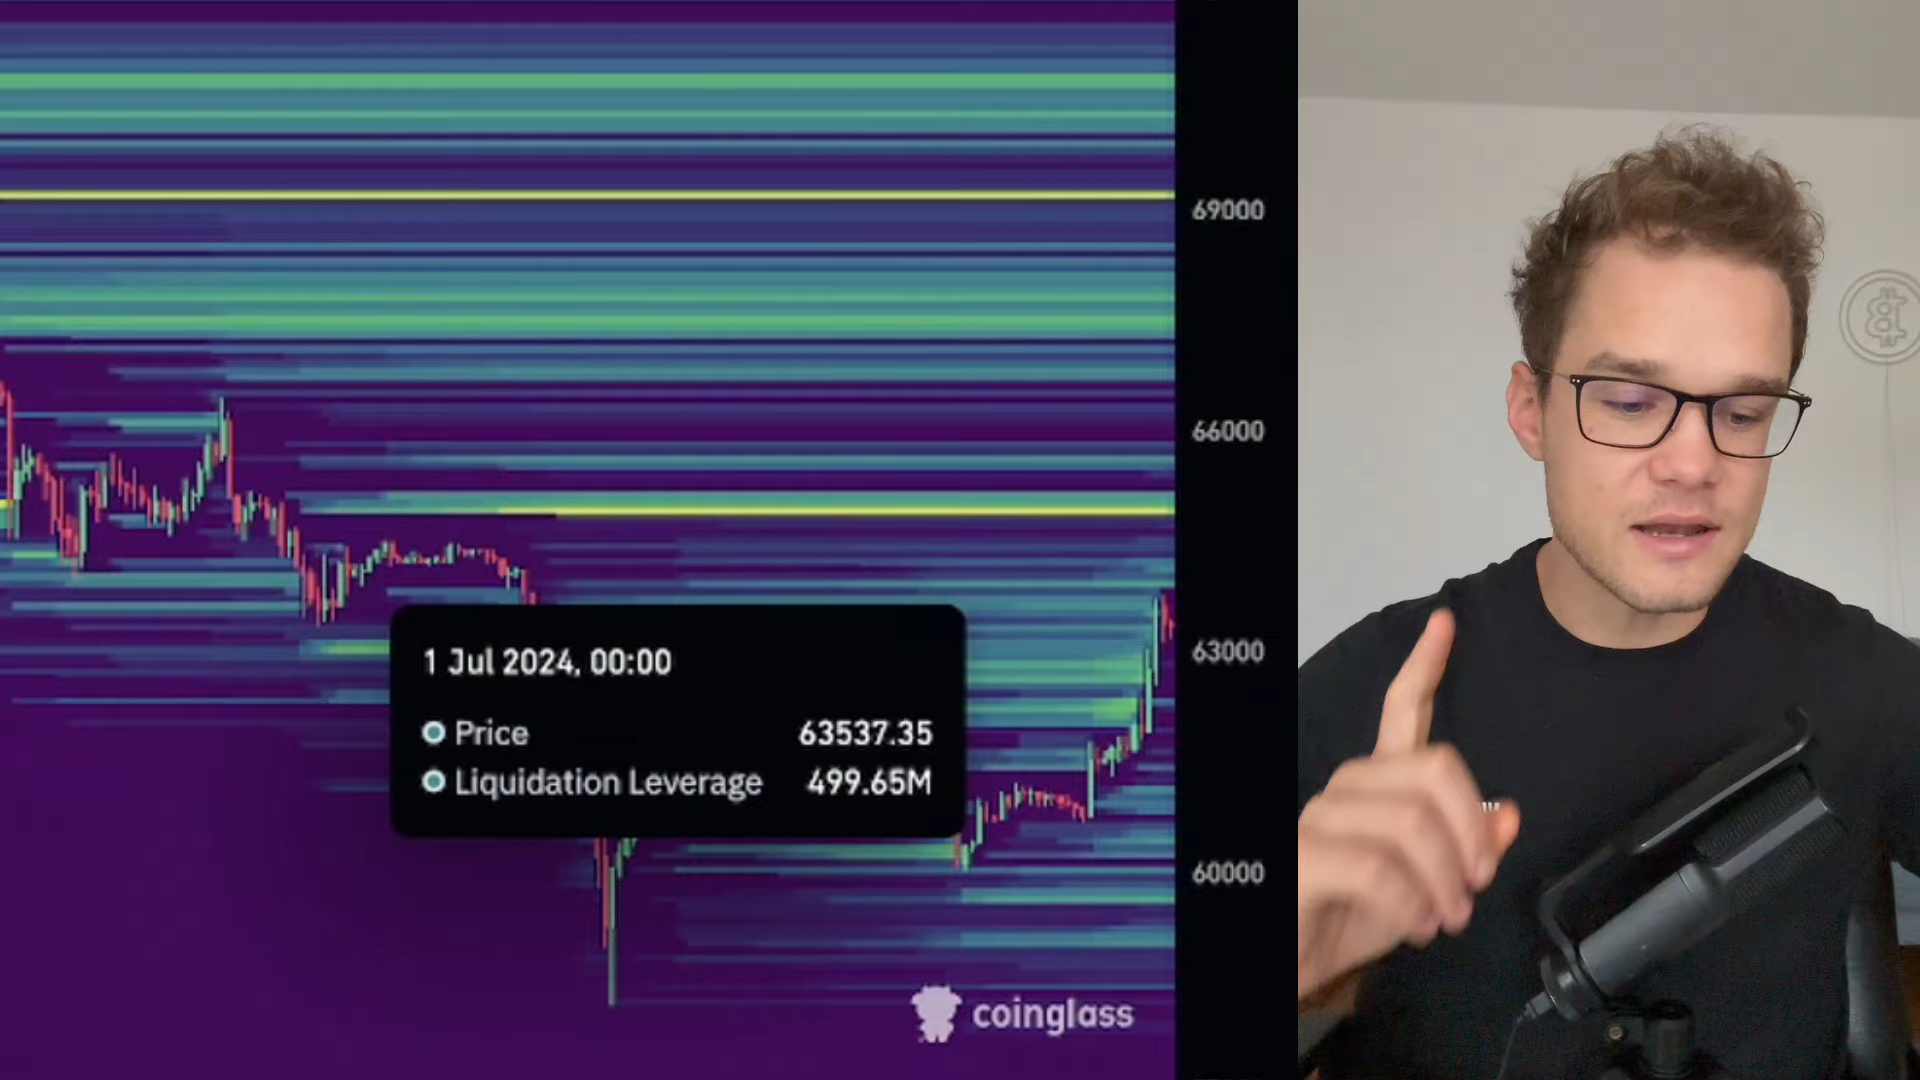 69000
66000
1 Jul 2024, 00:00
63000
Price 63537.35
Liquidation Leverage 499.65M
60000
coinglass